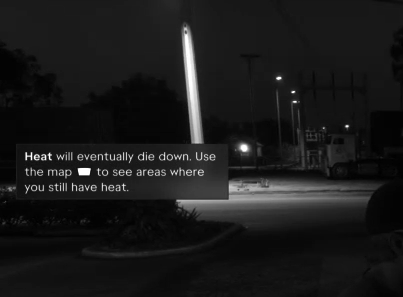 Heat will eventually die down. Use
the map to see areas where
you still have heat.